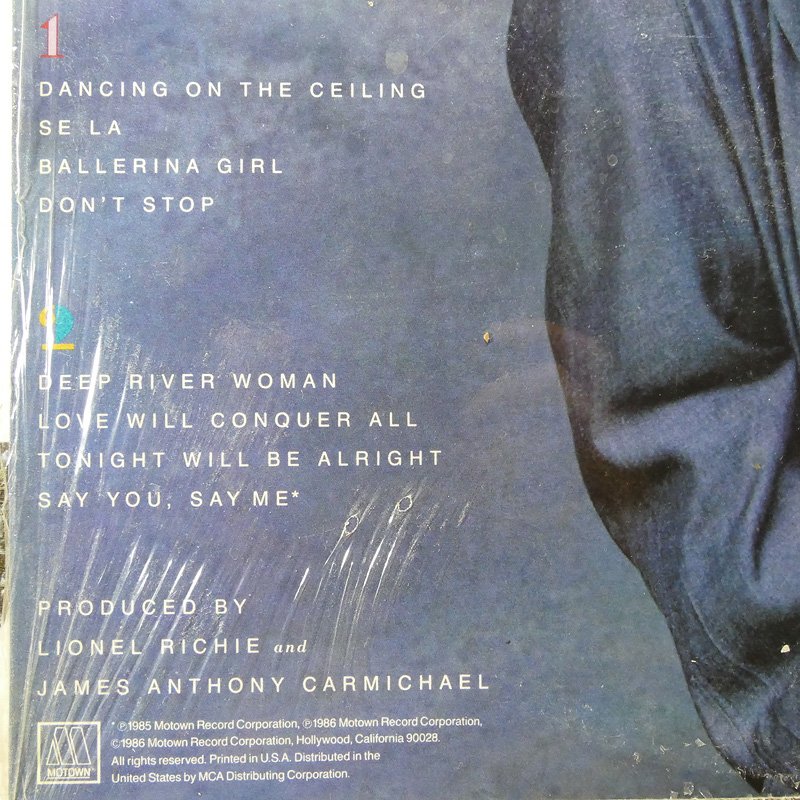 1
DANCING ON THE CEILING
SE LA
BALLERINA GIRL
DON'T STOP
2
DEEP RIVER WOMAN
LOVE WILL CONQUER ALL
TONIGHT WILL BE ALRIGHT
SAY YOU, SAY ME*
PRODUCED BY
LIONEL RICHIE and
JAMES ANTHONY CARMICHAEL
* ℗1985 Motown Record Corporation, ℗1986 Motown Record Corporation,
©1986 Motown Record Corporation, Hollywood, California 90028.
All rights reserved. Printed in U.S.A. Distributed in the
United States by MCA Distributing Corporation.
MOTOWN